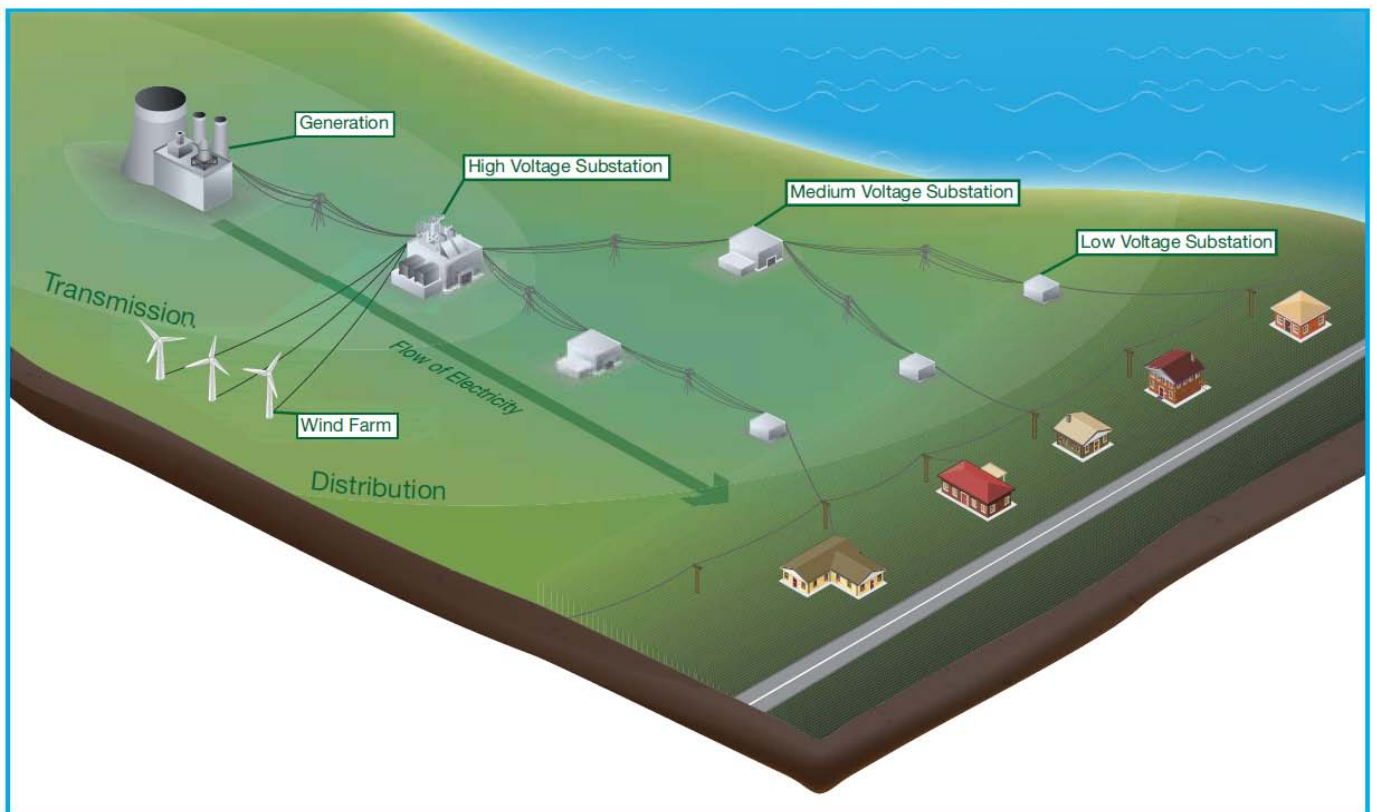 Generation
High Voltage Substation
Medium Voltage Substation
Low Voltage Substation
Transmission
Flow of Electricity
Wind Farm
Distribution